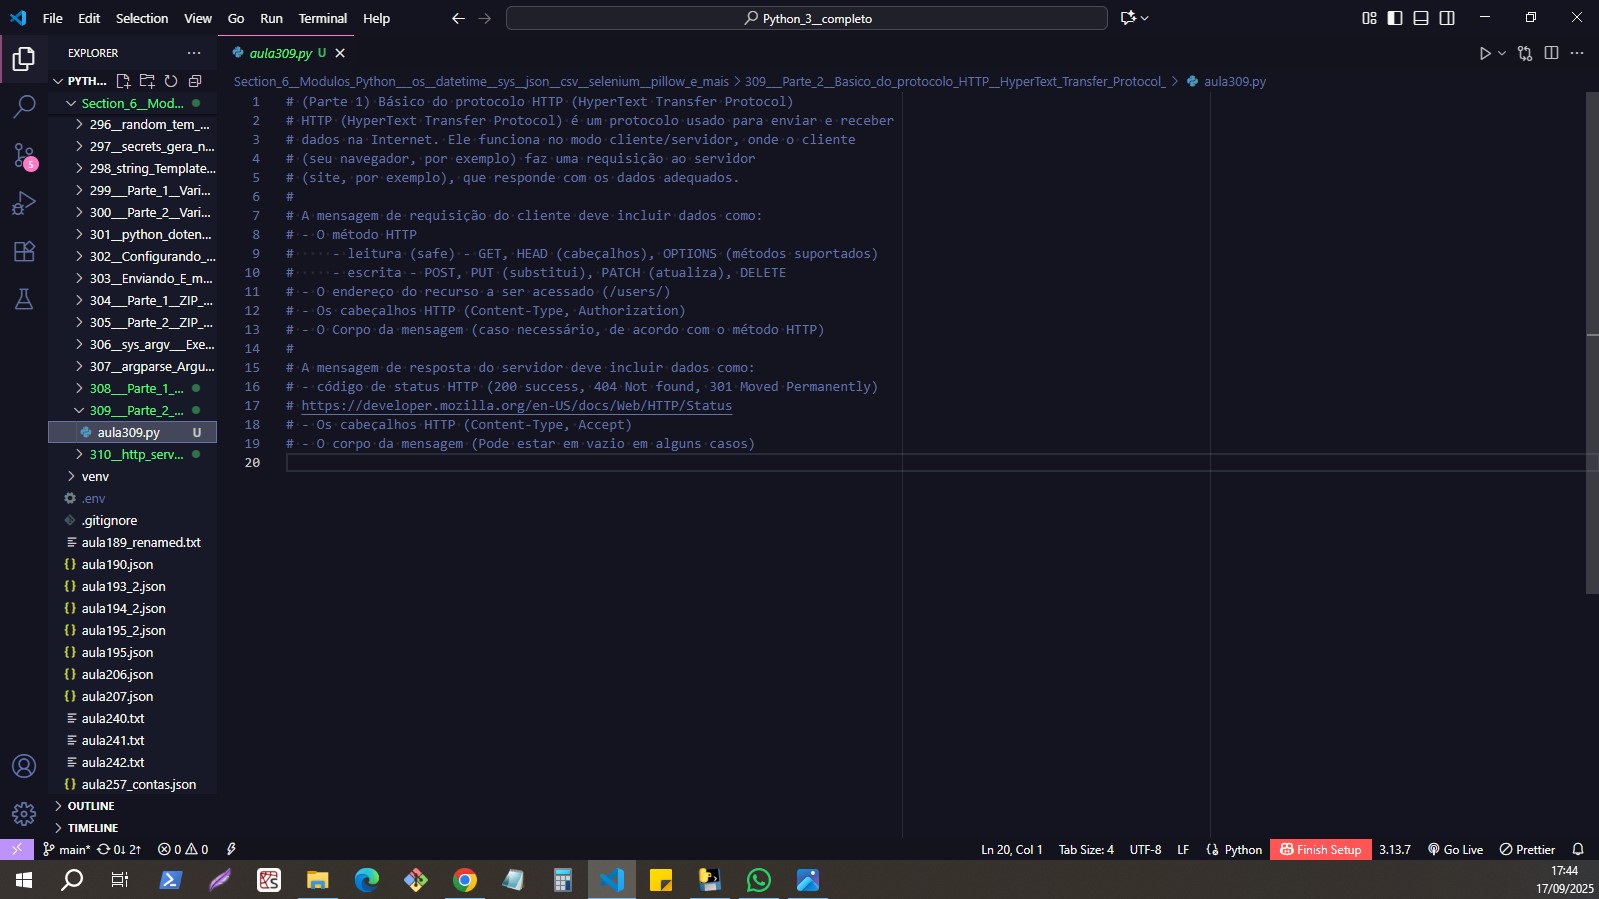 File Edit Selection View Go Run Terminal Help
Python_3__completo
EXPLORER
aula309.py U
PYTH...
Section_6__Modulos_Python___os__datetime__sys__json__csv__selenium__pillow_e_mais > 309___Parte_2__Basico_do_protocolo_HTTP__HyperText_Transfer_Protocol_ > aula309.py
Section_6__Mod...
296__random_tem_...
297__secrets_gera_n...
298_string_Template...
299___Parte_1__Vari...
300___Parte_2__Vari...
301__python_doten...
302__Configurando_...
303__Enviando_E_m...
304___Parte_1__ZIP_...
305___Parte_2__ZIP_...
306__sys_argv___Exe...
307__argparse_Argu...
308___Parte_1_...
309___Parte_2_...
aula309.py U
310__http_serv...
venv
.env
.gitignore
aula189_renamed.txt
aula190.json
aula193_2.json
aula194_2.json
aula195_2.json
aula195.json
aula206.json
aula207.json
aula240.txt
aula241.txt
aula242.txt
aula257_contas.json
OUTLINE
TIMELINE
1 # (Parte 1) Básico do protocolo HTTP (HyperText Transfer Protocol)
2 # HTTP (HyperText Transfer Protocol) é um protocolo usado para enviar e receber
3 # dados na Internet. Ele funciona no modo cliente/servidor, onde o cliente
4 # (seu navegador, por exemplo) faz uma requisição ao servidor
5 # (site, por exemplo), que responde com os dados adequados.
6 #
7 # A mensagem de requisição do cliente deve incluir dados como:
8 # - O método HTTP
9 #     - leitura (safe) - GET, HEAD (cabeçalhos), OPTIONS (métodos suportados)
10 #     - escrita - POST, PUT (substitui), PATCH (atualiza), DELETE
11 # - O endereço do recurso a ser acessado (/users/)
12 # - Os cabeçalhos HTTP (Content-Type, Authorization)
13 # - O Corpo da mensagem (caso necessário, de acordo com o método HTTP)
14 #
15 # A mensagem de resposta do servidor deve incluir dados como:
16 # - código de status HTTP (200 success, 404 Not found, 301 Moved Permanently)
17 # https://developer.mozilla.org/en-US/docs/Web/HTTP/Status
18 # - Os cabeçalhos HTTP (Content-Type, Accept)
19 # - O corpo da mensagem (Pode estar em vazio em alguns casos)
20
5
main* 0↓ 2↑ 0 0
Ln 20, Col 1 Tab Size: 4 UTF-8 LF Python Finish Setup 3.13.7 Go Live Prettier
17:44
17/09/2025